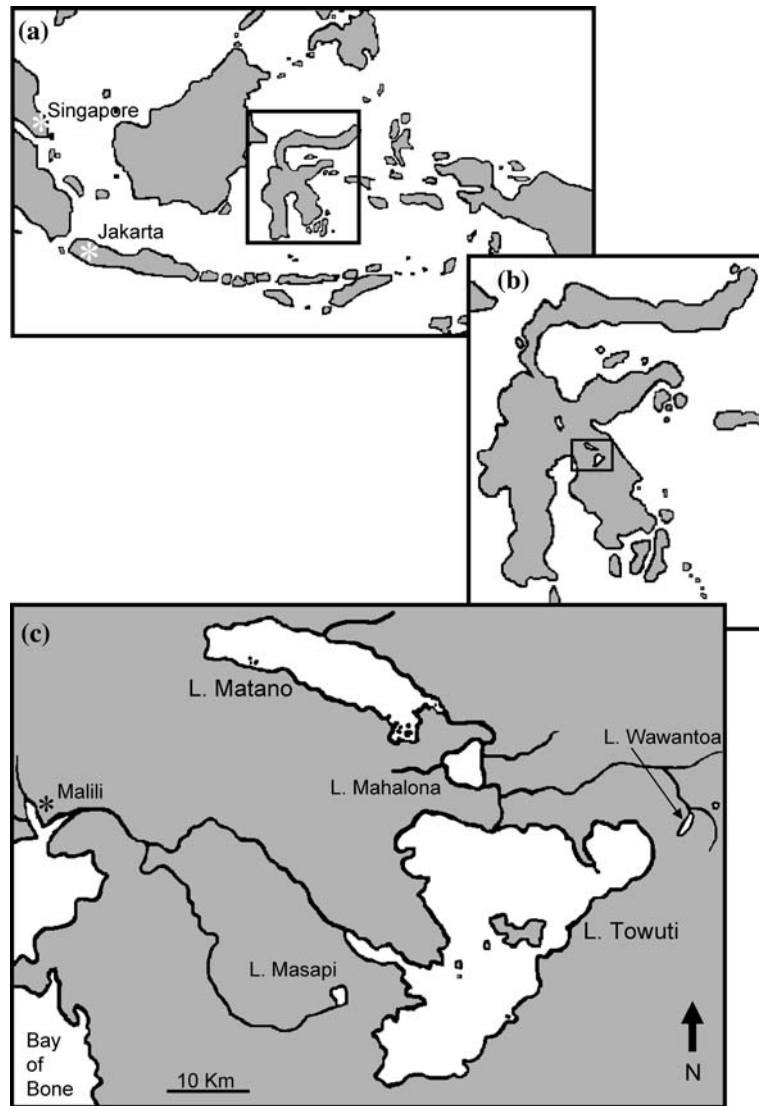 (a)
Singapore
Jakarta
(b)
(c)
L. Matano
L. Wawantoa
L. Mahalona
Malili
L. Towuti
L. Masapi
Bay
of
Bone
10 Km
N